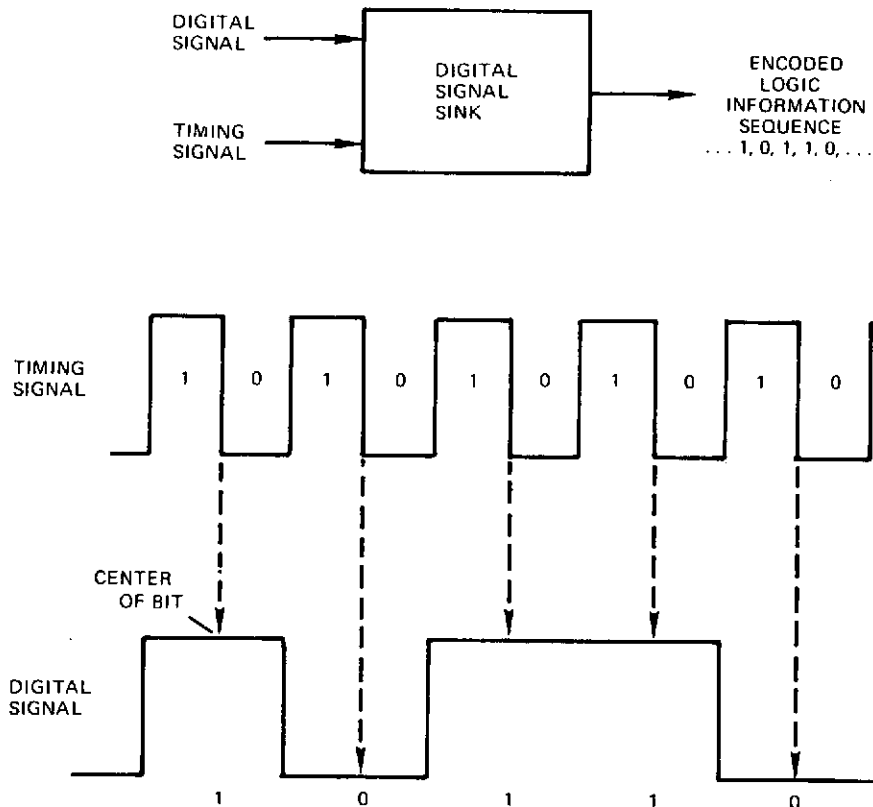 DIGITAL
SIGNAL
TIMING
SIGNAL
DIGITAL
SIGNAL
SINK
ENCODED
LOGIC
INFORMATION
SEQUENCE
. . . 1, 0, 1, 1, 0, . . .
TIMING
SIGNAL
1 0 1 0 1 0 1 0 1 0
CENTER
OF BIT
DIGITAL
SIGNAL
1 0 1 1 0